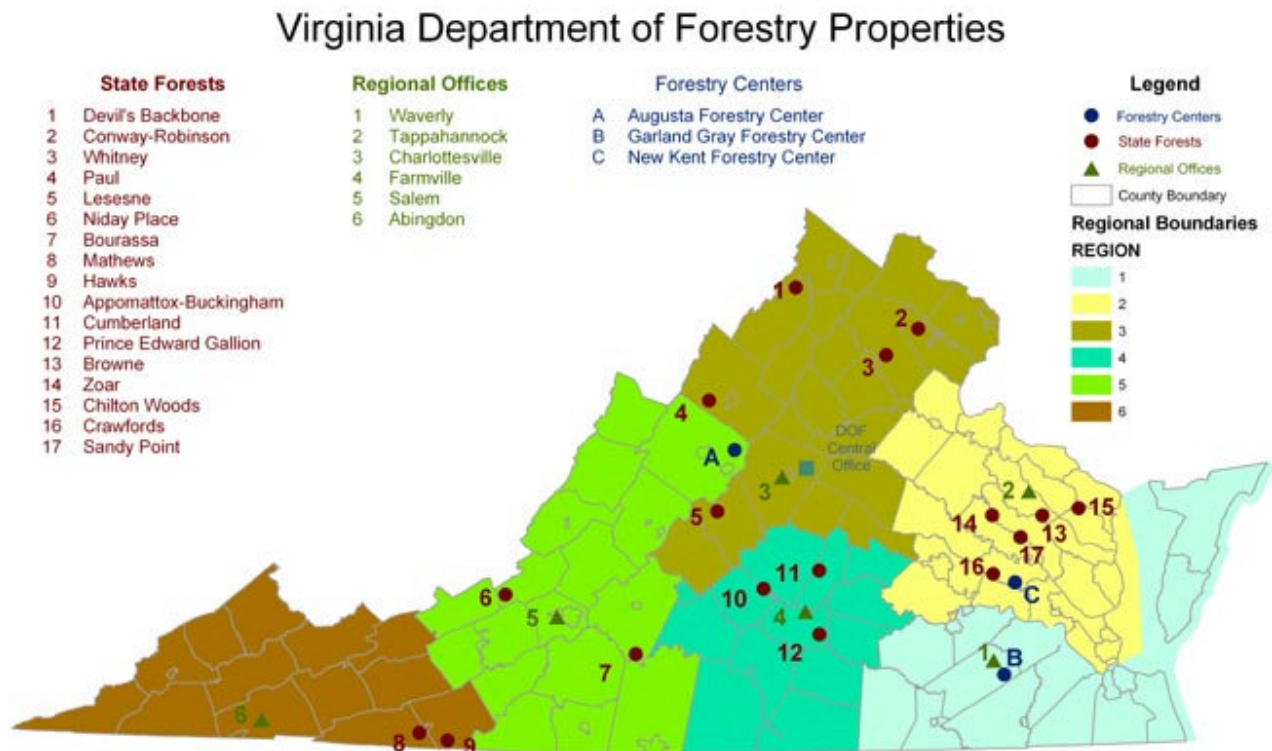 Virginia Department of Forestry Properties
State Forests
1 Devil's Backbone
2 Conway-Robinson
3 Whitney
4 Paul
5 Lesesne
6 Niday Place
7 Bourassa
8 Mathews
9 Hawks
10 Appomattox-Buckingham
11 Cumberland
12 Prince Edward Gallion
13 Browne
14 Zoar
15 Chilton Woods
16 Crawfords
17 Sandy Point
Regional Offices
1 Waverly
2 Tappahannock
3 Charlottesville
4 Farmville
5 Salem
6 Abingdon
Forestry Centers
A Augusta Forestry Center
B Garland Gray Forestry Center
C New Kent Forestry Center
Legend
Forestry Centers
State Forests
Regional Offices
County Boundary
Regional Boundaries
REGION
1
2
3
4
5
6
1
2
3
4
A
DOF
Central
Office
3
5
2
15
14
13
17
16
C
11
10
4
12
6
5
7
1
B
6
8
9